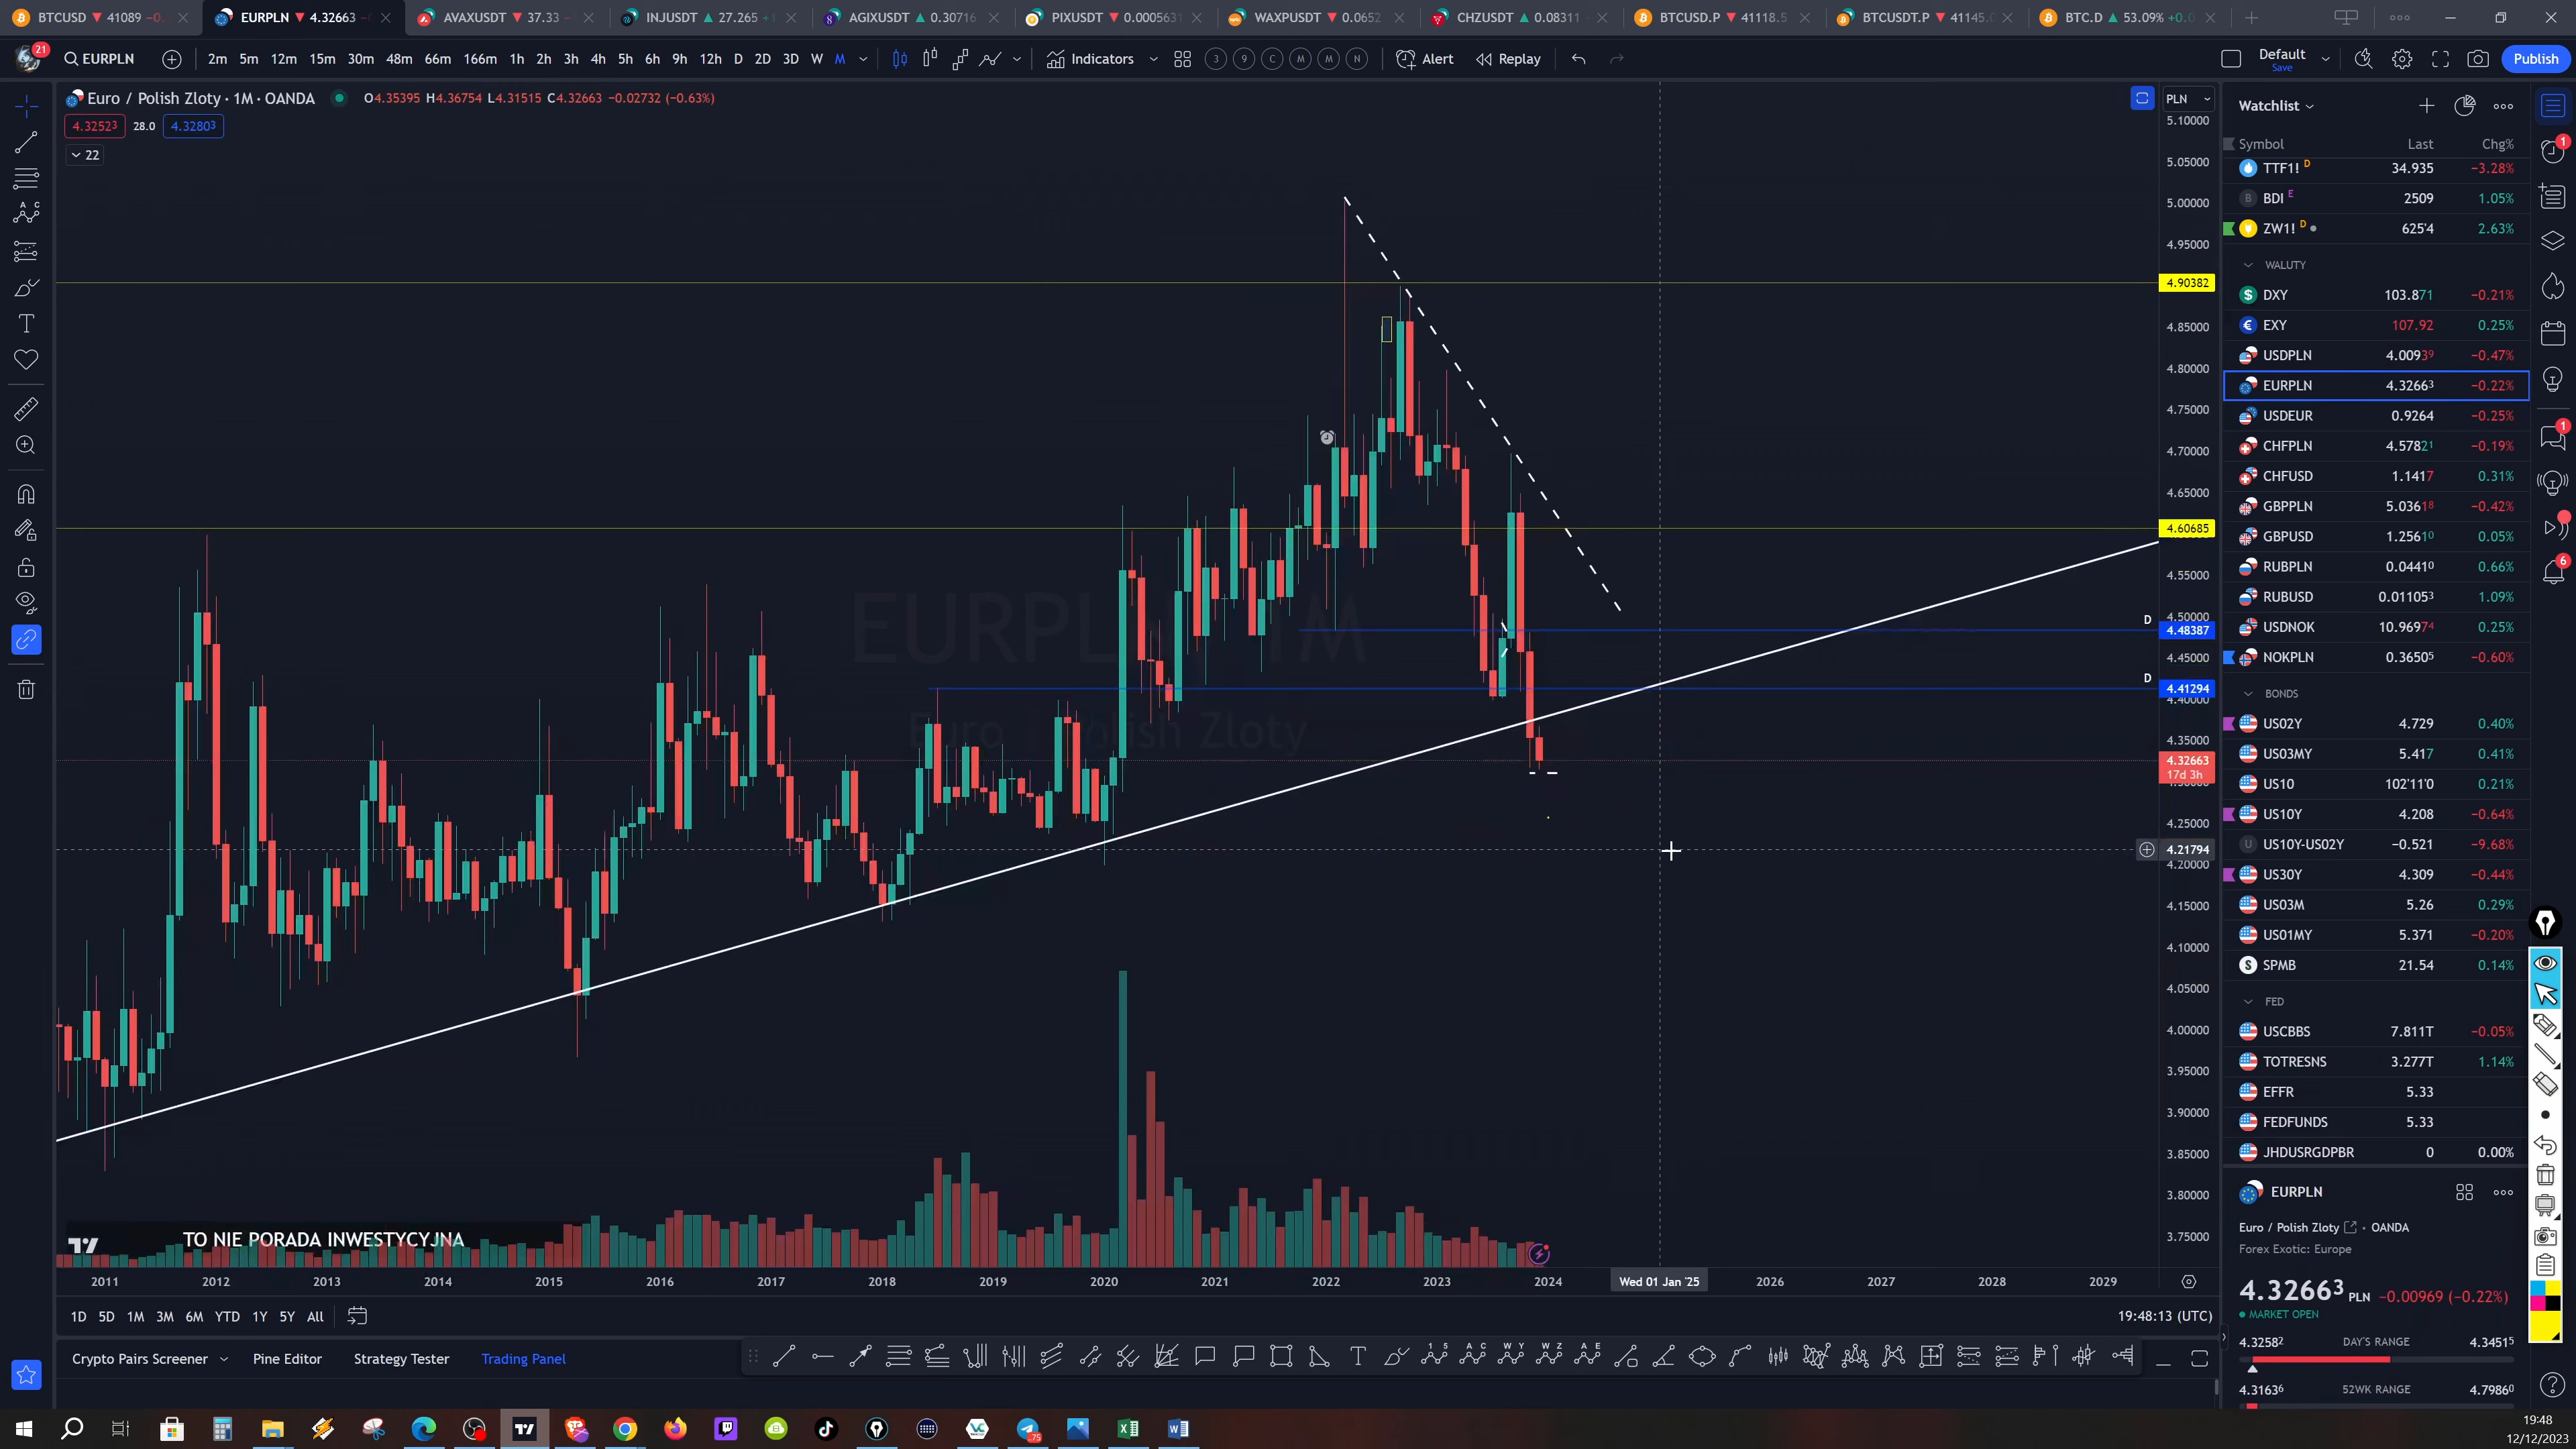 BTCUSD ▼ 41089 −0.
EURPLN ▼ 4.32663 −
AVAXUSDT ▼ 37.33 −
INJUSDT ▲ 27.265 +1
AGIXUSDT ▲ 0.30716
PIXUSDT ▼ 0.0005631
WAXPUSDT ▼ 0.0652
CHZUSDT ▲ 0.08311
BTCUSD.P ▼ 41118.5
BTCUSDT.P ▼ 41145.
BTC.D ▲ 53.09% +0.
21
EURPLN
2m 5m 12m 15m 30m 48m 66m 166m 1h 2h 3h 4h 5h 6h 9h 12h D 2D 3D W M
Indicators
3 9 C M M N
Alert
Replay
Default
Save
Publish
Euro / Polish Zloty · 1M · OANDA
O4.35395 H4.36754 L4.31515 C4.32663 −0.02732 (−0.63%)
4.32523 28.0 4.32803
22
EURPLN, 1M
Euro / Polish Zloty
D
D
PLN
5.10000
5.05000
5.00000
4.95000
4.90382
4.85000
4.80000
4.75000
4.70000
4.65000
4.60685
4.55000
4.50000
4.48387
4.45000
4.41294
4.40000
4.35000
4.32663
17d 3h
4.25000
4.21794
4.20000
4.15000
4.10000
4.05000
4.00000
3.95000
3.90000
3.85000
3.80000
3.75000
TO NIE PORADA INWESTYCYJNA
2011 2012 2013 2014 2015 2016 2017 2018 2019 2020 2021 2022 2023 2024 Wed 01 Jan '25 2026 2027 2028 2029
1D 5D 1M 3M 6M YTD 1Y 5Y All
19:48:13 (UTC)
Crypto Pairs Screener
Pine Editor
Strategy Tester
Trading Panel
Watchlist
Symbol Last Chg%
TTF1! D 34.935 −3.28%
BDI E 2509 1.05%
ZW1! D 625'4 2.63%
WALUTY
DXY 103.871 −0.21%
EXY 107.92 0.25%
USDPLN 4.00939 −0.47%
EURPLN 4.32663 −0.22%
USDEUR 0.9264 −0.25%
CHFPLN 4.57821 −0.19%
CHFUSD 1.1417 0.31%
GBPPLN 5.03618 −0.42%
GBPUSD 1.25610 0.05%
RUBPLN 0.04410 0.66%
RUBUSD 0.011053 1.09%
USDNOK 10.96974 0.25%
NOKPLN 0.36505 −0.60%
BONDS
US02Y 4.729 0.40%
US03MY 5.417 0.41%
US10 102'11'0 0.21%
US10Y 4.208 −0.64%
US10Y-US02Y −0.521 −9.68%
US30Y 4.309 −0.44%
US03M 5.26 0.29%
US01MY 5.371 −0.20%
SPMB 21.54 0.14%
FED
USCBBS 7.811T −0.05%
TOTRESNS 3.277T 1.14%
EFFR 5.33
FEDFUNDS 5.33
JHDUSRGDPBR 0 0.00%
EURPLN
Euro / Polish Zloty · OANDA
Forex Exotic: Europe
4.32663 PLN −0.00969 (−0.22%)
MARKET OPEN
4.32582 DAY'S RANGE 4.34515
4.31636 52WK RANGE 4.79860
19:48
12/12/2023